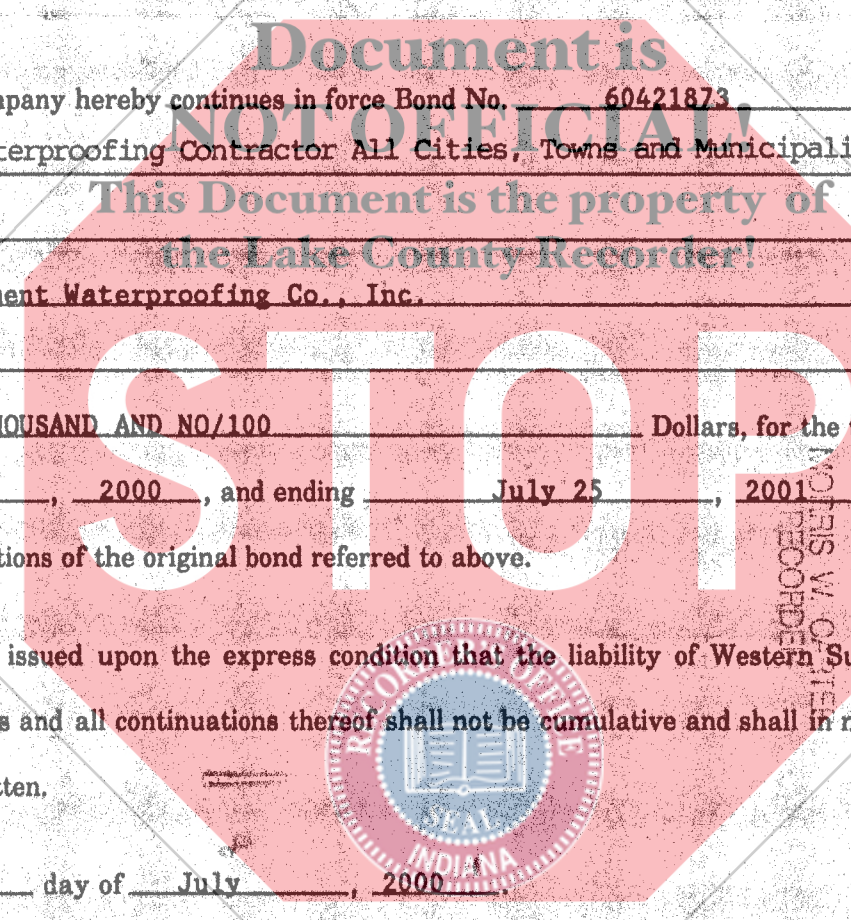 Document is
mpany hereby continues in force Bond No. 60421873
NOT OFFICIAL!
terproofing Contractor All Cities, Towns and Municipali
This Document is the property of
the Lake County Recorder!
ent Waterproofing Co., Inc.
STOP
HOUSAND AND NO/100 Dollars, for the
, 2000 , and ending July 25 , 2001
MORRIS W. CARTER
RECORDER
tions of the original bond referred to above.
issued upon the express condition that the liability of Western Su
s and all continuations thereof shall not be cumulative and shall in n
tten.
RECORDER'S OFFICE
SEAL
INDIANA
day of July , 2000 .